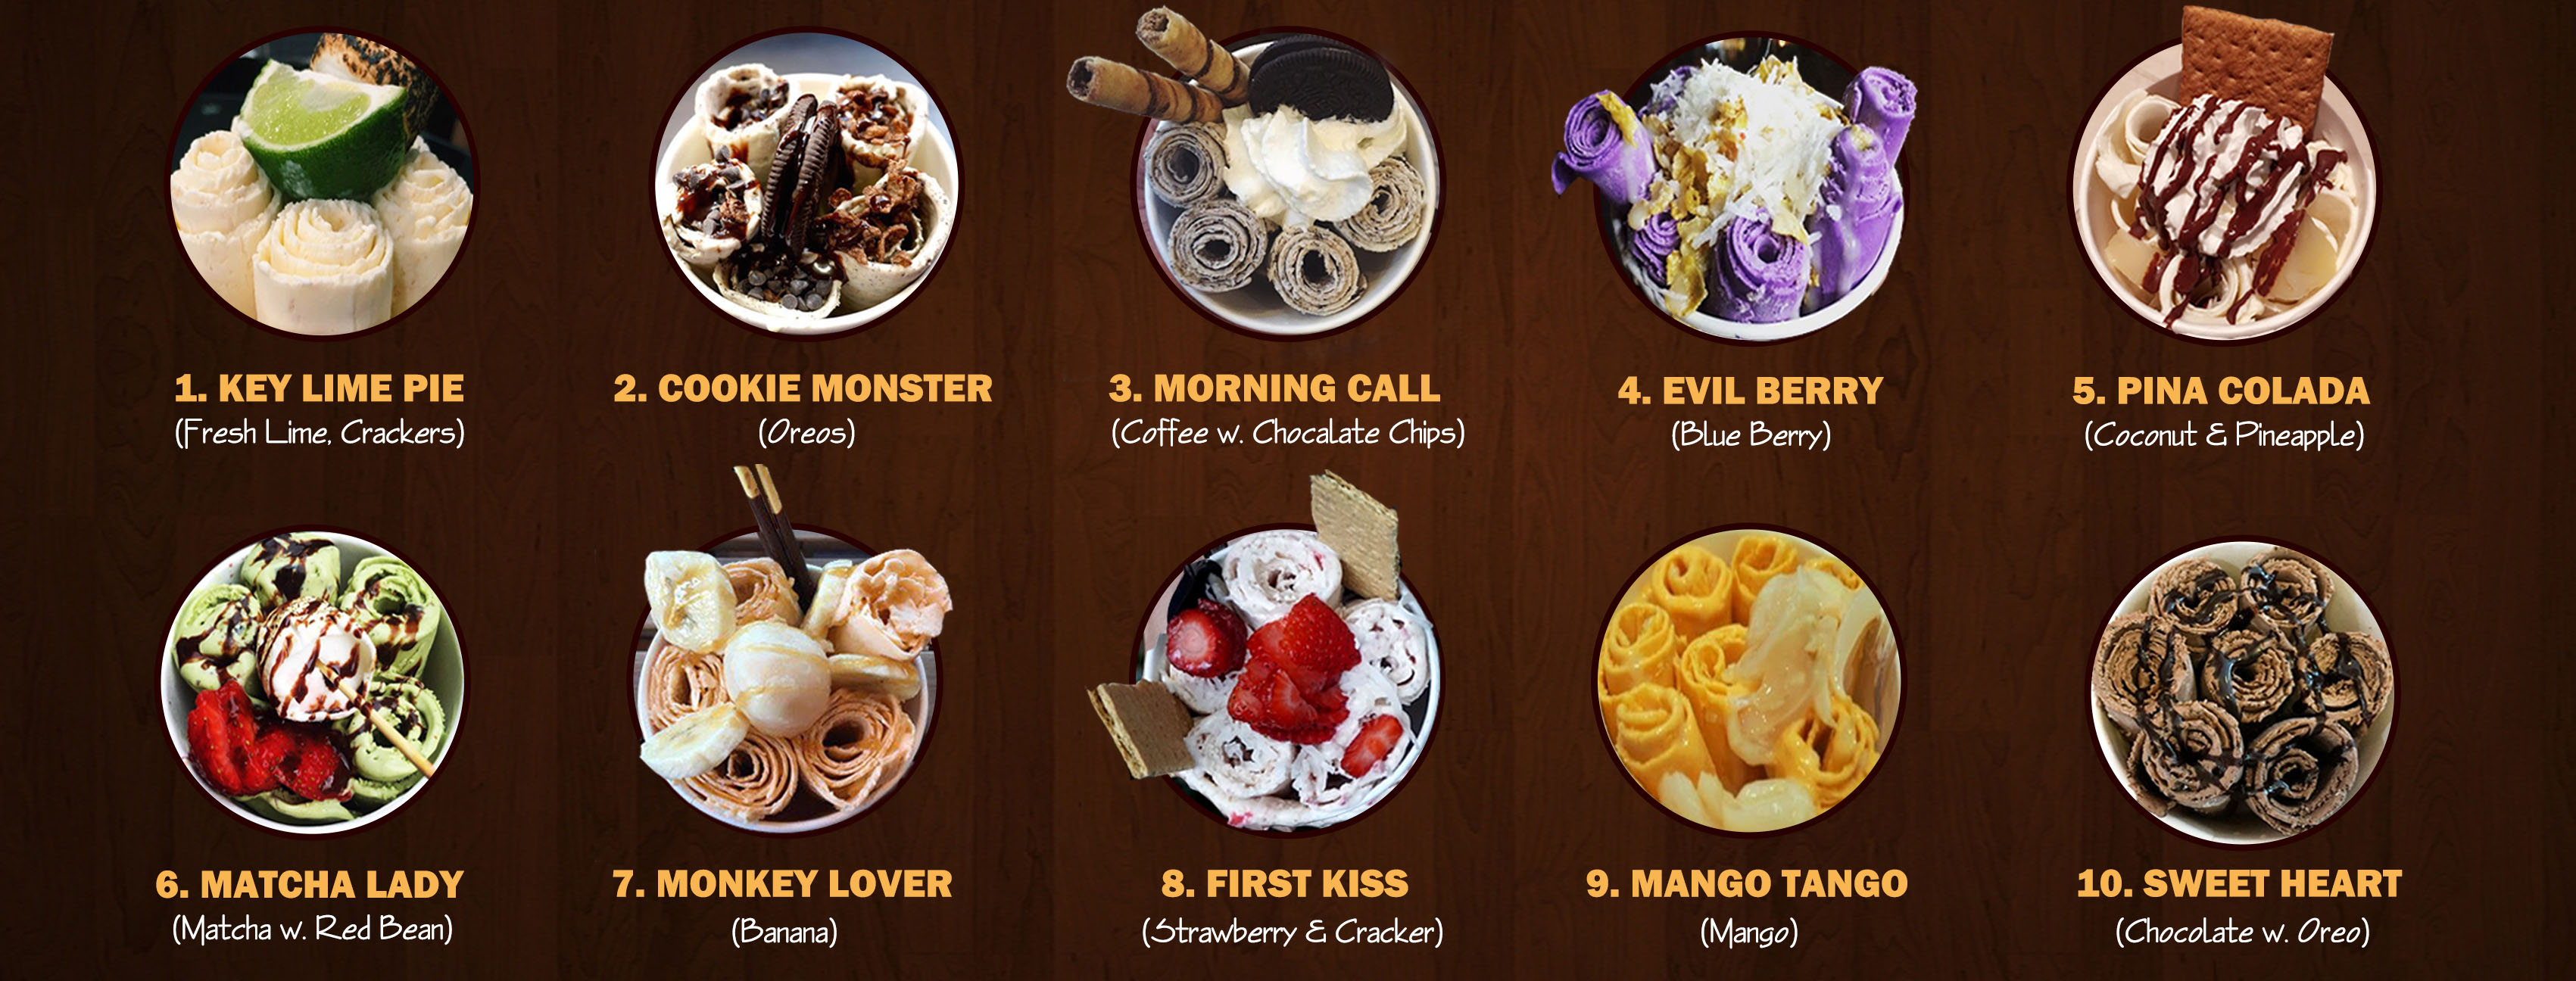 1. KEY LIME PIE
(Fresh Lime, Crackers)
2. COOKIE MONSTER
(Oreos)
3. MORNING CALL
(Coffee w. Chocalate Chips)
4. EVIL BERRY
(Blue Berry)
5. PINA COLADA
(Coconut & Pineapple)
6. MATCHA LADY
(Matcha w. Red Bean)
7. MONKEY LOVER
(Banana)
8. FIRST KISS
(Strawberry & Cracker)
9. MANGO TANGO
(Mango)
10. SWEET HEART
(Chocolate w. Oreo)